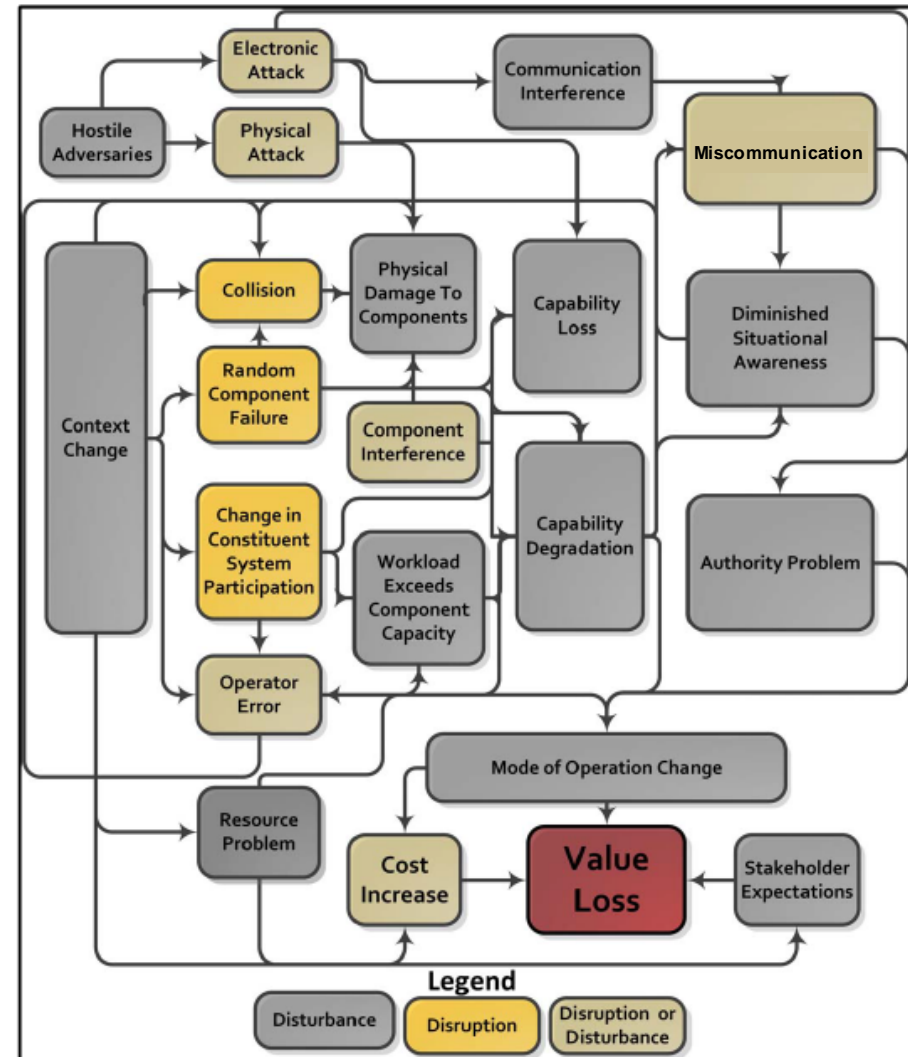 Electronic
Attack
Communication
Interference
Hostile
Adversaries
Physical
Attack
Miscommunication
Context
Change
Collision
Physical
Damage To
Components
Capability
Loss
Diminished
Situational
Awareness
Random
Component
Failure
Component
Interference
Change in
Constituent
System
Participation
Workload
Exceeds
Component
Capacity
Capability
Degradation
Authority Problem
Operator
Error
Mode of Operation Change
Resource
Problem
Cost
Increase
Value
Loss
Stakeholder
Expectations
Legend
Disturbance
Disruption
Disruption or
Disturbance